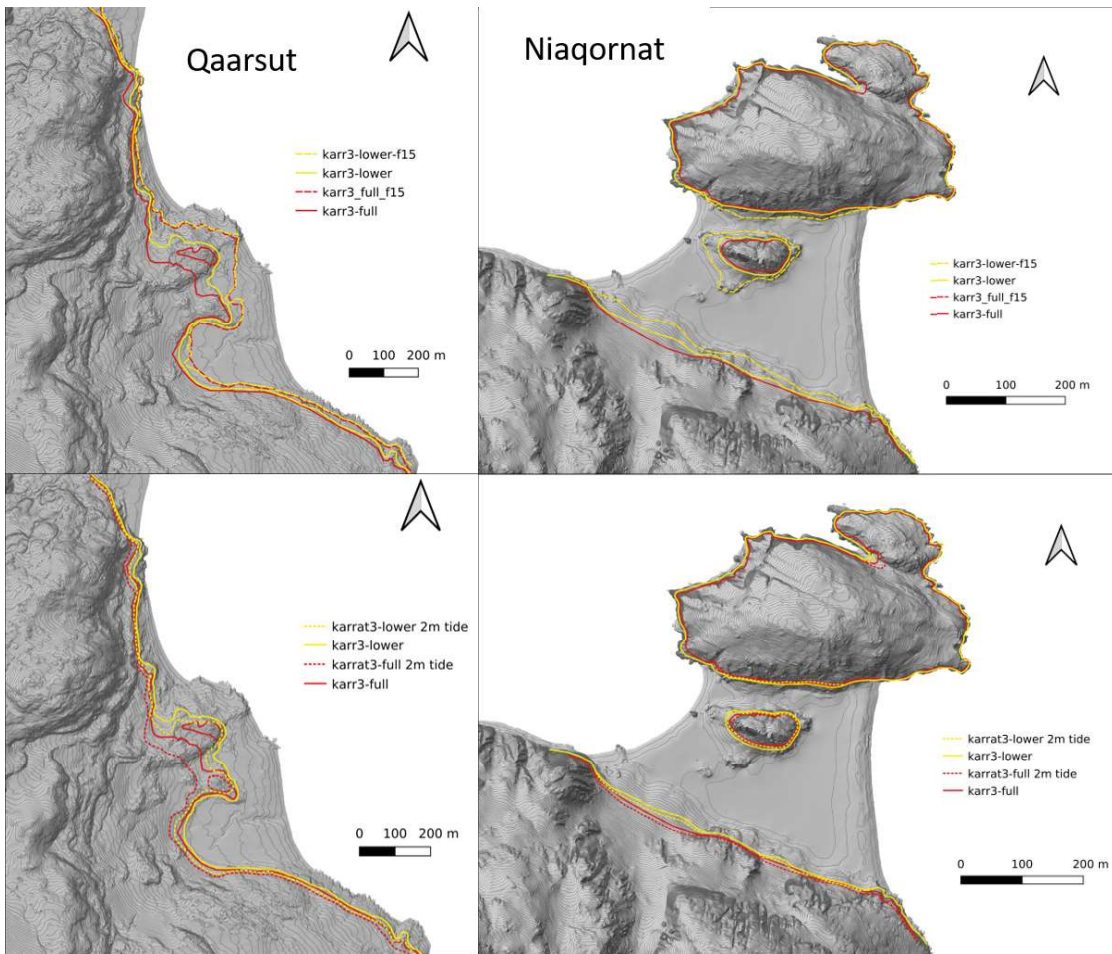 Qaarsut
karr3-lower-f15
karr3-lower
karr3_full_f15
karr3-full
0 100 200 m
Niaqornat
karr3-lower-f15
karr3-lower
karr3_full_f15
karr3-full
0 100 200 m
karrat3-lower 2m tide
karr3-lower
karrat3-full 2m tide
karr3-full
0 100 200 m
karrat3-lower 2m tide
karr3-lower
karrat3-full 2m tide
karr3-full
0 100 200 m